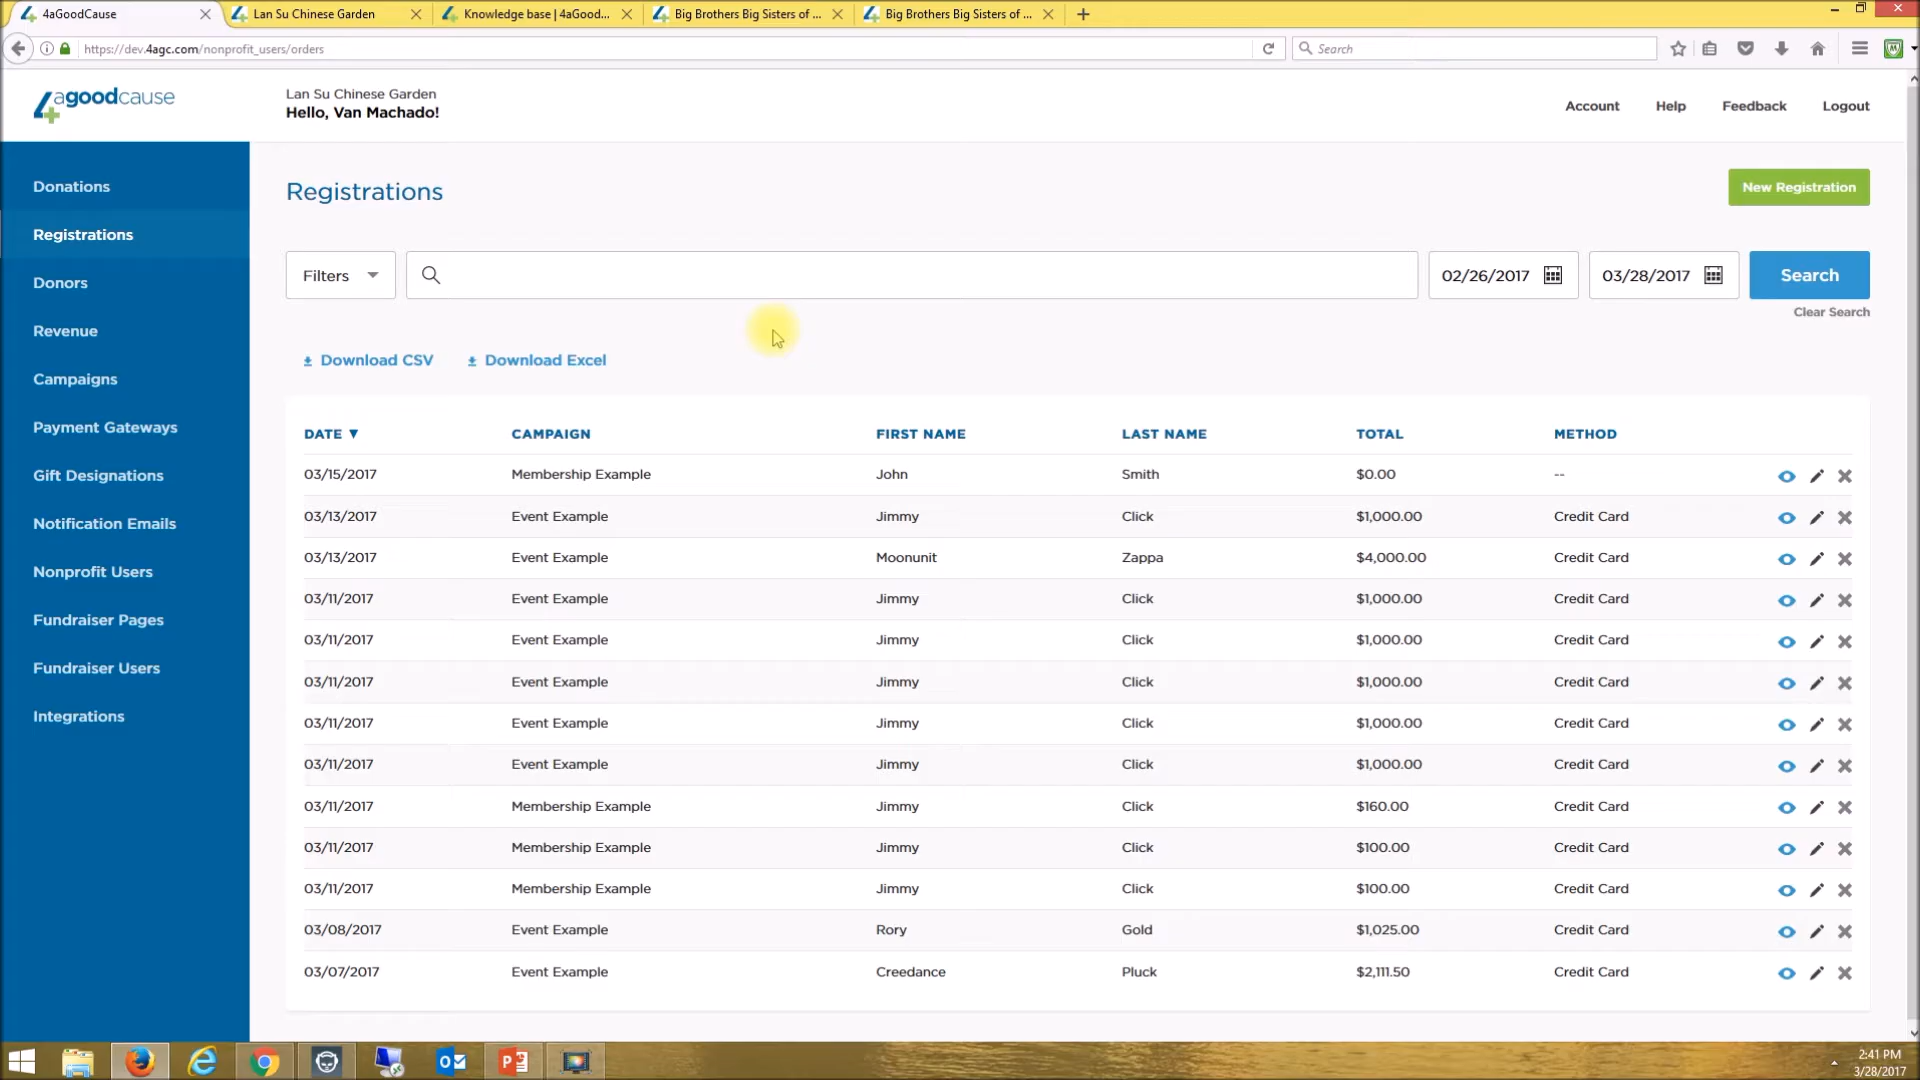 4aGoodCause
Lan Su Chinese Garden
Knowledge base | 4aGood...
Big Brothers Big Sisters of ...
Big Brothers Big Sisters of ...
https://dev.4agc.com/nonprofit_users/orders
Search
4agoodcause
Lan Su Chinese Garden
Hello, Van Machado!
Account
Help
Feedback
Logout
Donations
Registrations
Donors
Revenue
Campaigns
Payment Gateways
Gift Designations
Notification Emails
Nonprofit Users
Fundraiser Pages
Fundraiser Users
Integrations
Registrations
New Registration
Filters
02/26/2017
03/28/2017
Search
Clear Search
Download CSV
Download Excel
DATE ▼ CAMPAIGN FIRST NAME LAST NAME TOTAL METHOD
03/15/2017 Membership Example John Smith $0.00 --
03/13/2017 Event Example Jimmy Click $1,000.00 Credit Card
03/13/2017 Event Example Moonunit Zappa $4,000.00 Credit Card
03/11/2017 Event Example Jimmy Click $1,000.00 Credit Card
03/11/2017 Event Example Jimmy Click $1,000.00 Credit Card
03/11/2017 Event Example Jimmy Click $1,000.00 Credit Card
03/11/2017 Event Example Jimmy Click $1,000.00 Credit Card
03/11/2017 Event Example Jimmy Click $1,000.00 Credit Card
03/11/2017 Membership Example Jimmy Click $160.00 Credit Card
03/11/2017 Membership Example Jimmy Click $100.00 Credit Card
03/11/2017 Membership Example Jimmy Click $100.00 Credit Card
03/08/2017 Event Example Rory Gold $1,025.00 Credit Card
03/07/2017 Event Example Creedance Pluck $2,111.50 Credit Card
2:41 PM
3/28/2017